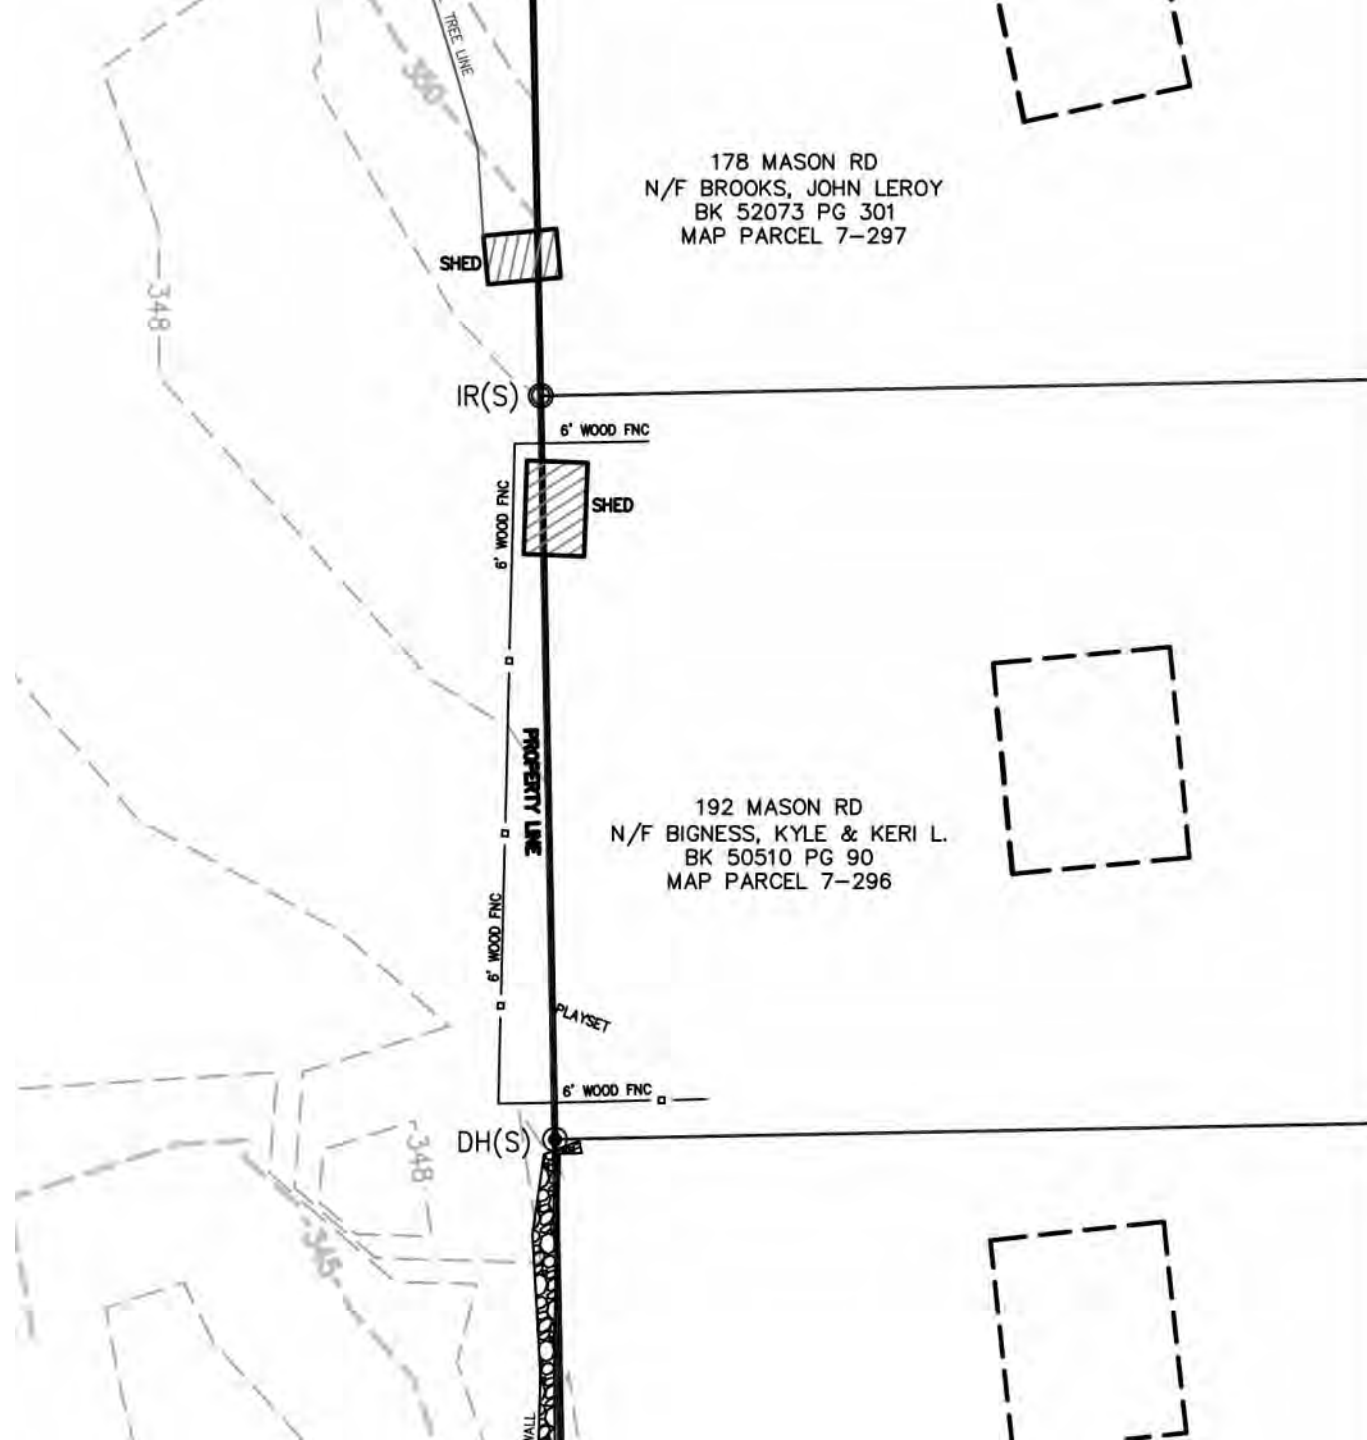 TREE LINE
350
178 MASON RD
N/F BROOKS, JOHN LEROY
BK 52073 PG 301
MAP PARCEL 7-297
SHED
348
IR(S)
6' WOOD FNC
6' WOOD FNC
SHED
PROPERTY LINE
192 MASON RD
N/F BIGNESS, KYLE & KERI L.
BK 50510 PG 90
MAP PARCEL 7-296
6' WOOD FNC
PLAYSET
6' WOOD FNC
DH(S)
348
345
WALL